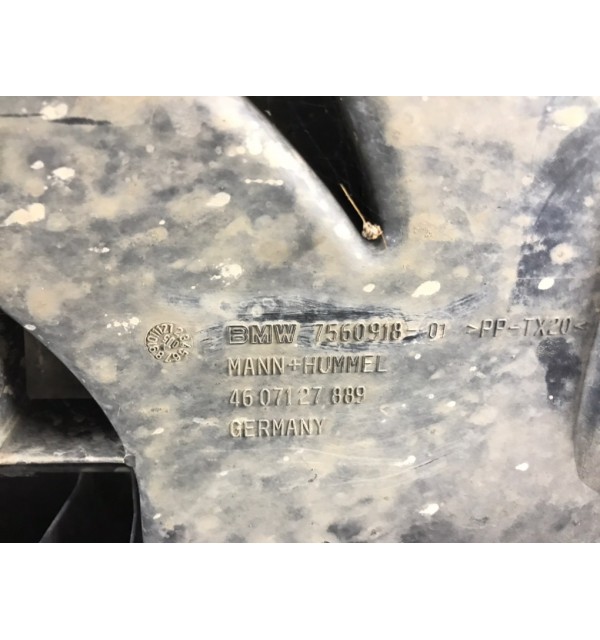 BMW 7560918-01 >PP-TX20<
MANN+HUMMEL
46 071 27 889
GERMANY